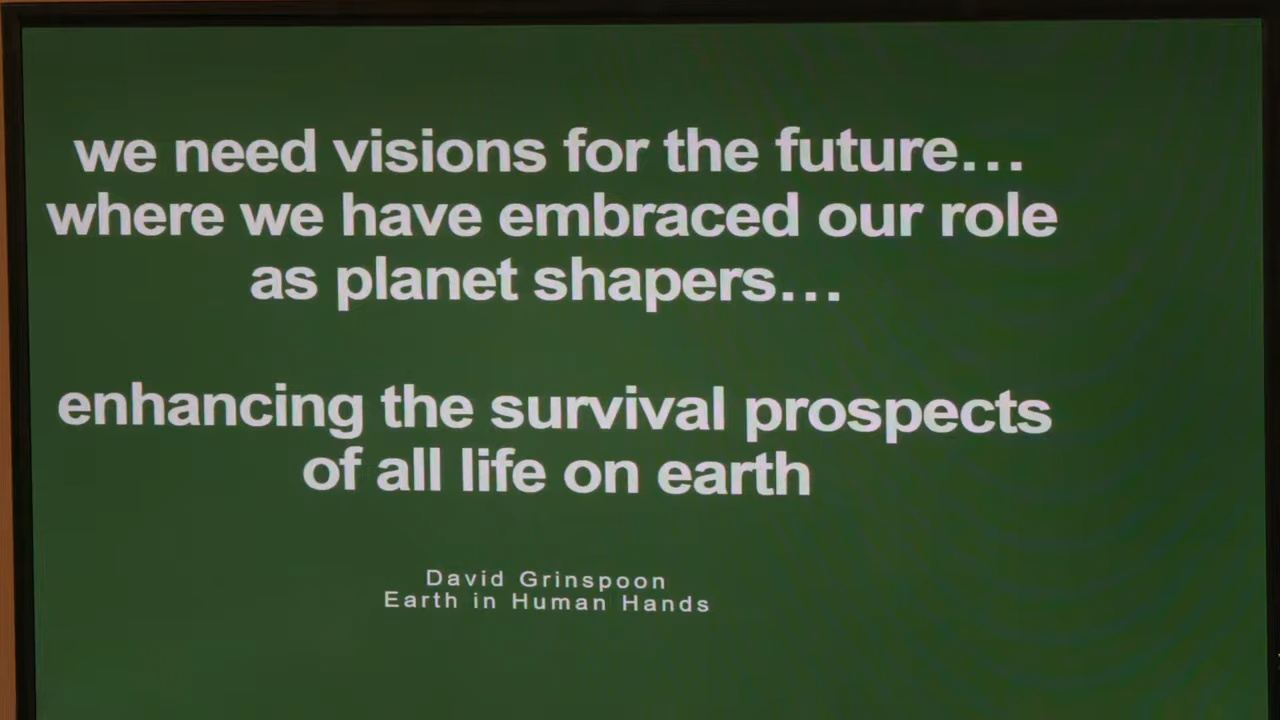 we need visions for the future...
where we have embraced our role
as planet shapers...
enhancing the survival prospects
of all life on earth
David Grinspoon
Earth in Human Hands